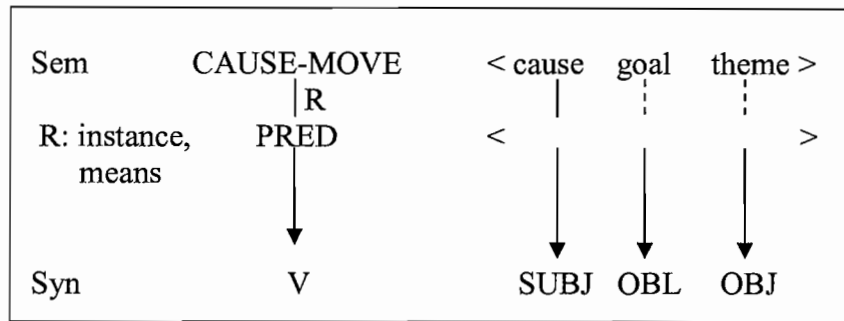 Sem CAUSE-MOVE < cause goal theme >
R
R: instance, PRED < >
means
Syn V SUBJ OBL OBJ